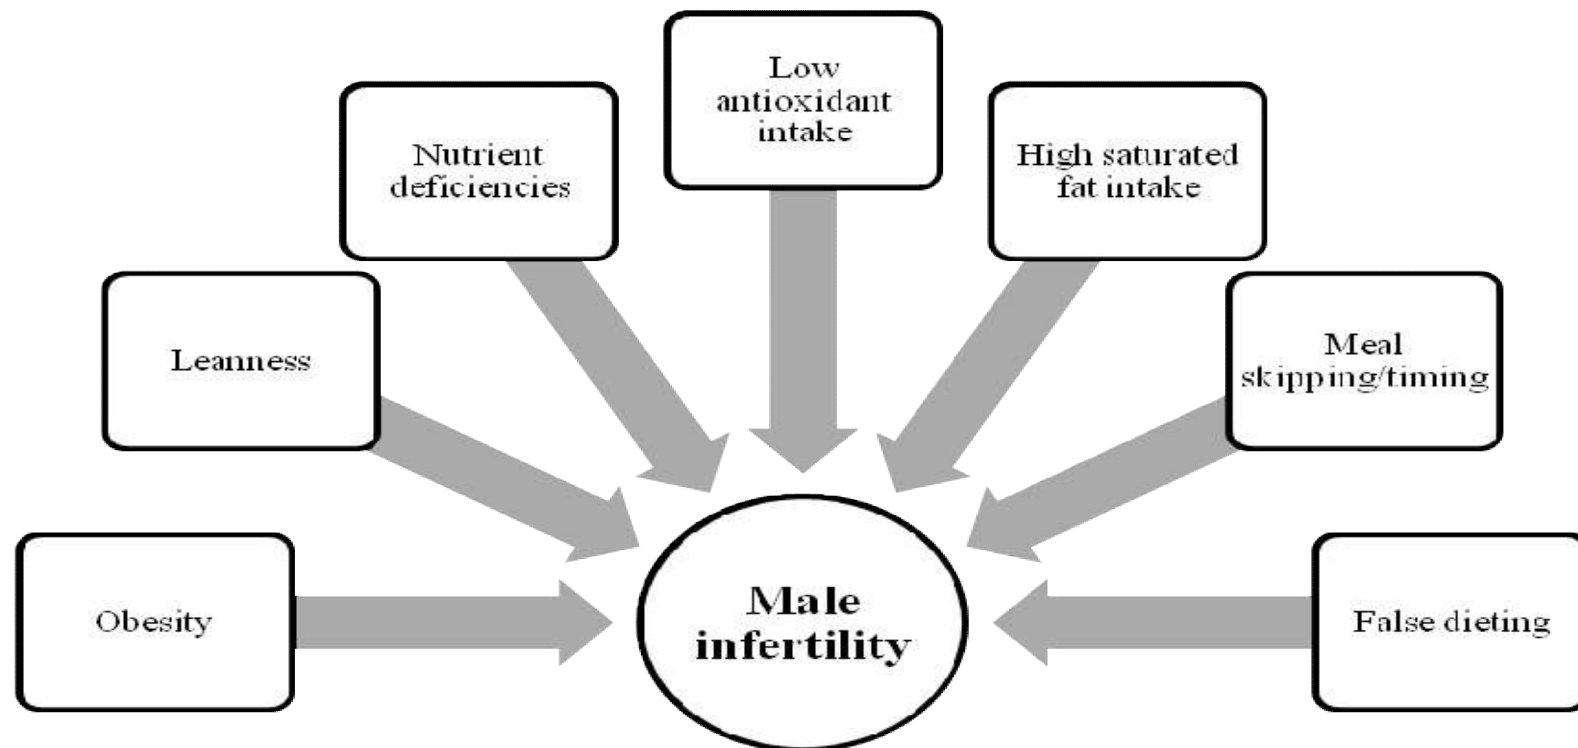 Low
antioxidant
intake
Nutrient
deficiencies
High saturated
fat intake
Leanness
Meal
skipping/timing
Obesity
Male
infertility
False dieting